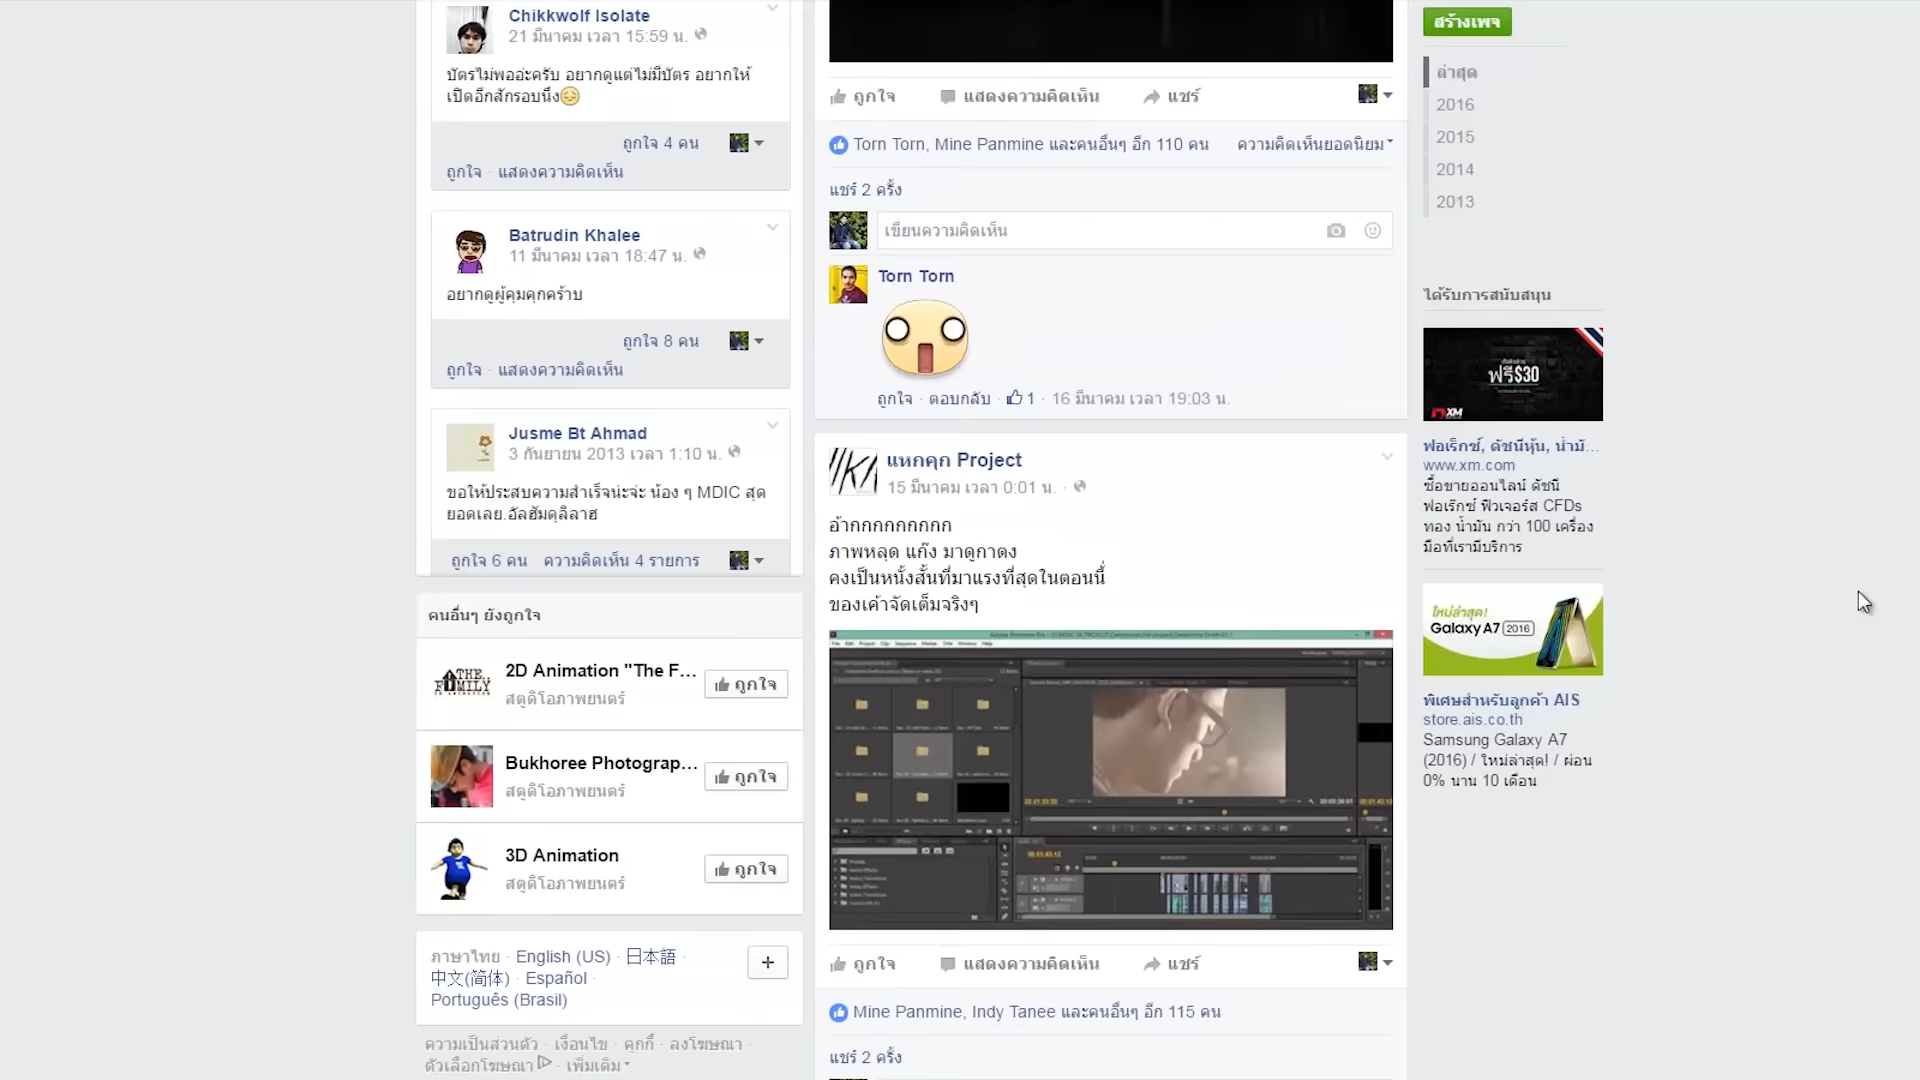 Chikkwolf Isolate
21 มีนาคม เวลา 15:59 น.
บัตรไม่พออ่ะครับ อยากดูแต่ไม่มีบัตร อยากให้
เปิดอีกสักรอบนึ่ง
ถูกใจ 4 คน
ถูกใจ · แสดงความคิดเห็น
Batrudin Khalee
11 มีนาคม เวลา 18:47 น.
อยากดูผู้คุมคุกคร้าบ
ถูกใจ 8 คน
ถูกใจ · แสดงความคิดเห็น
Jusme Bt Ahmad
3 กันยายน 2013 เวลา 1:10 น.
ขอให้ประสบความสำเร็จน่ะจ่ะ น้อง ๆ MDIC สุด
ยอดเลย.อัลฮัมดุลิลาฮ
ถูกใจ 6 คน ความคิดเห็น 4 รายการ
คนอื่นๆ ยังถูกใจ
THE FAMILY
2D Animation "The F...
สตูดิโอภาพยนตร์
ถูกใจ
Bukhoree Photograp...
สตูดิโอภาพยนตร์
ถูกใจ
3D Animation
สตูดิโอภาพยนตร์
ถูกใจ
ภาษาไทย · English (US) · 日本語 ·
中文(简体) · Español ·
Português (Brasil)
ความเป็นส่วนตัว · เงื่อนไข · คุกกี้ · ลงโฆษณา ·
ตัวเลือกโฆษณา · เพิ่มเติม
ถูกใจ แสดงความคิดเห็น แชร์
Torn Torn, Mine Panmine และคนอื่นๆ อีก 110 คน ความคิดเห็นยอดนิยม
แชร์ 2 ครั้ง
เขียนความคิดเห็น
Torn Torn
ถูกใจ · ตอบกลับ · 1 · 16 มีนาคม เวลา 19:03 น.
แหกคุก Project
15 มีนาคม เวลา 0:01 น. ·
อ้ากกกกกกกกก
ภาพหลุด แก๊ง มาดูกาดง
คงเป็นหนั้งสั้นที่มาแรงที่สุดในตอนนี้
ของเค้าจัดเต็มจริงๆ
ถูกใจ แสดงความคิดเห็น แชร์
Mine Panmine, Indy Tanee และคนอื่นๆ อีก 115 คน
แชร์ 2 ครั้ง
สร้างเพจ
ล่าสุด
2016
2015
2014
2013
ได้รับการสนับสนุน
ฟรี$30
XM
ฟอเร็กซ์, ดัชนีหุ้น, น้ำมั...
www.xm.com
ซื้อขายออนไลน์ ดัชนี
ฟอเร็กซ์ ฟิวเจอร์ส CFDs
ทอง น้ำมัน กว่า 100 เครื่อง
มือที่เรามีบริการ
ใหม่ล่าสุด!
Galaxy A7 2016
พิเศษสำหรับลูกค้า AIS
store.ais.co.th
Samsung Galaxy A7
(2016) / ใหม่ล่าสุด! / ผ่อน
0% นาน 10 เดือน